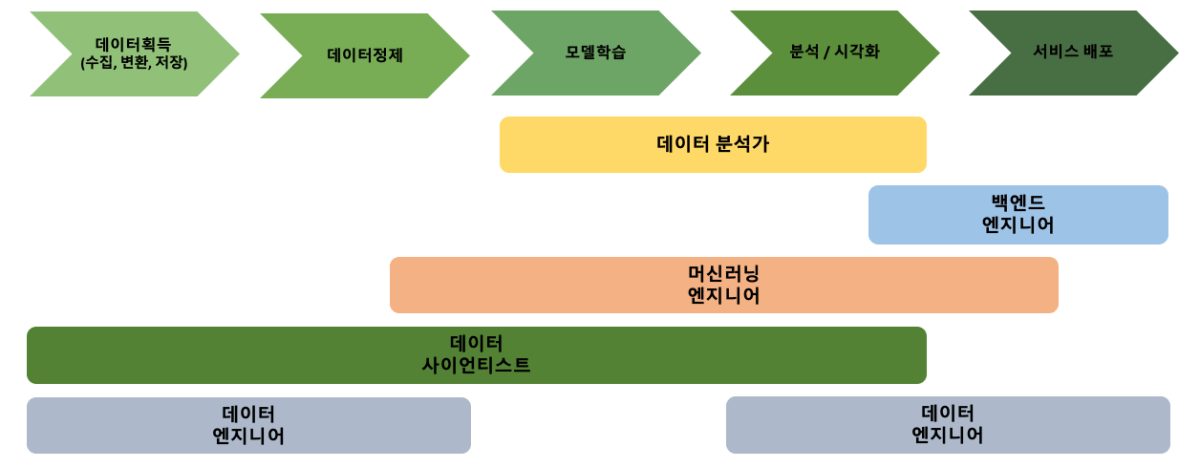 데이터획득
(수집, 변환, 저장)
데이터정제
모델학습
분석 / 시각화
서비스 배포
데이터 분석가
백엔드
엔지니어
머신러닝
엔지니어
데이터
사이언티스트
데이터
엔지니어
데이터
엔지니어